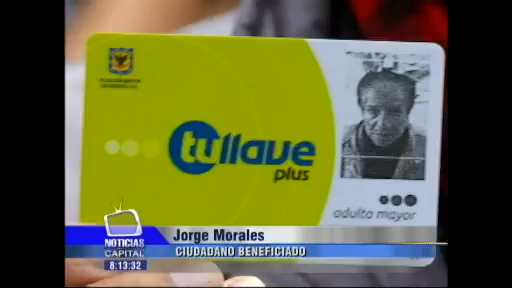 tullave
plus
adulto mayor
Jorge Morales
CIUDADANO BENEFICIADO
NOTICIAS
CAPITAL
8:13:32